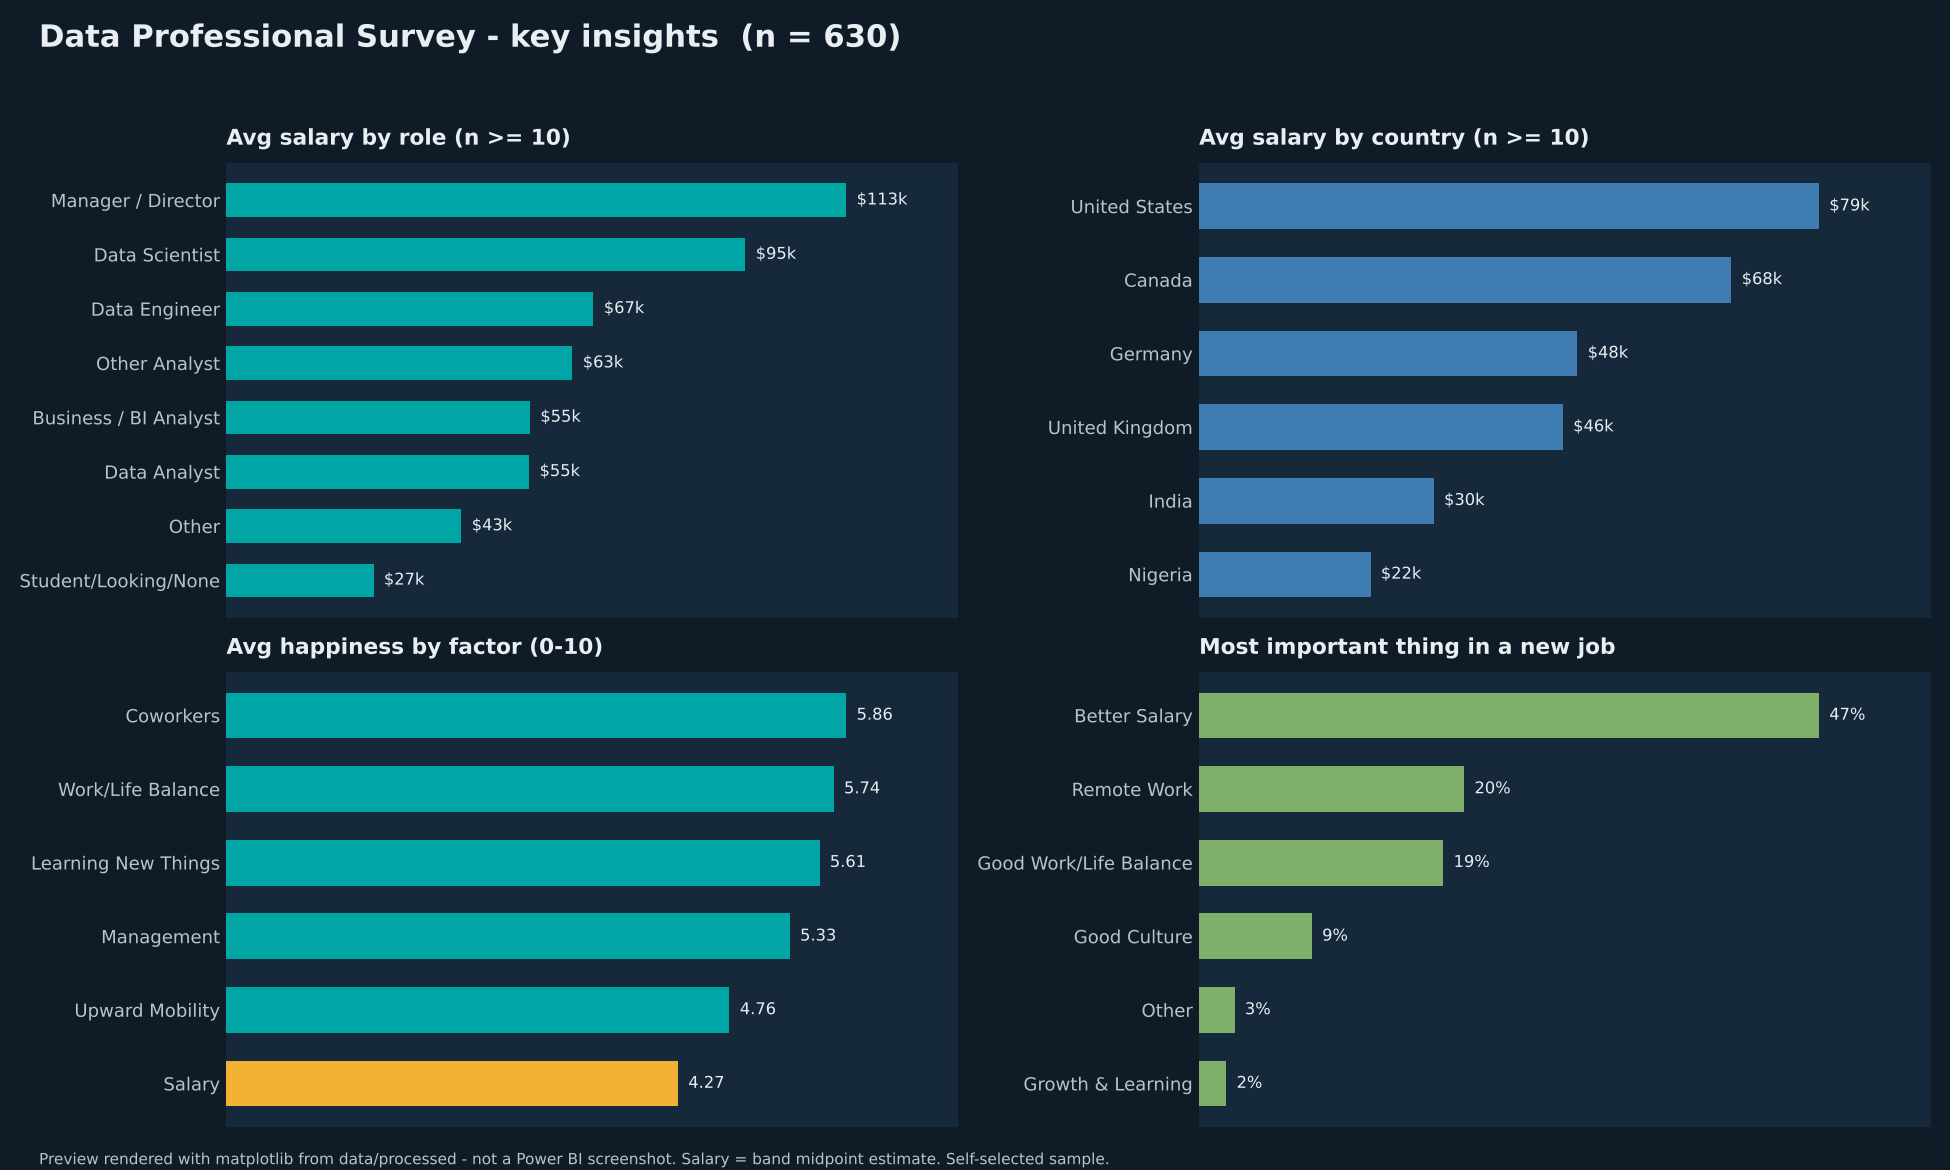 Data Professional Survey - key insights  (n = 630)
Avg salary by role (n >= 10)
Manager / Director $113k
Data Scientist $95k
Data Engineer $67k
Other Analyst $63k
Business / BI Analyst $55k
Data Analyst $55k
Other $43k
Student/Looking/None $27k
Avg salary by country (n >= 10)
United States $79k
Canada $68k
Germany $48k
United Kingdom $46k
India $30k
Nigeria $22k
Avg happiness by factor (0-10)
Coworkers 5.86
Work/Life Balance 5.74
Learning New Things 5.61
Management 5.33
Upward Mobility 4.76
Salary 4.27
Most important thing in a new job
Better Salary 47%
Remote Work 20%
Good Work/Life Balance 19%
Good Culture 9%
Other 3%
Growth & Learning 2%
Preview rendered with matplotlib from data/processed - not a Power BI screenshot. Salary = band midpoint estimate. Self-selected sample.